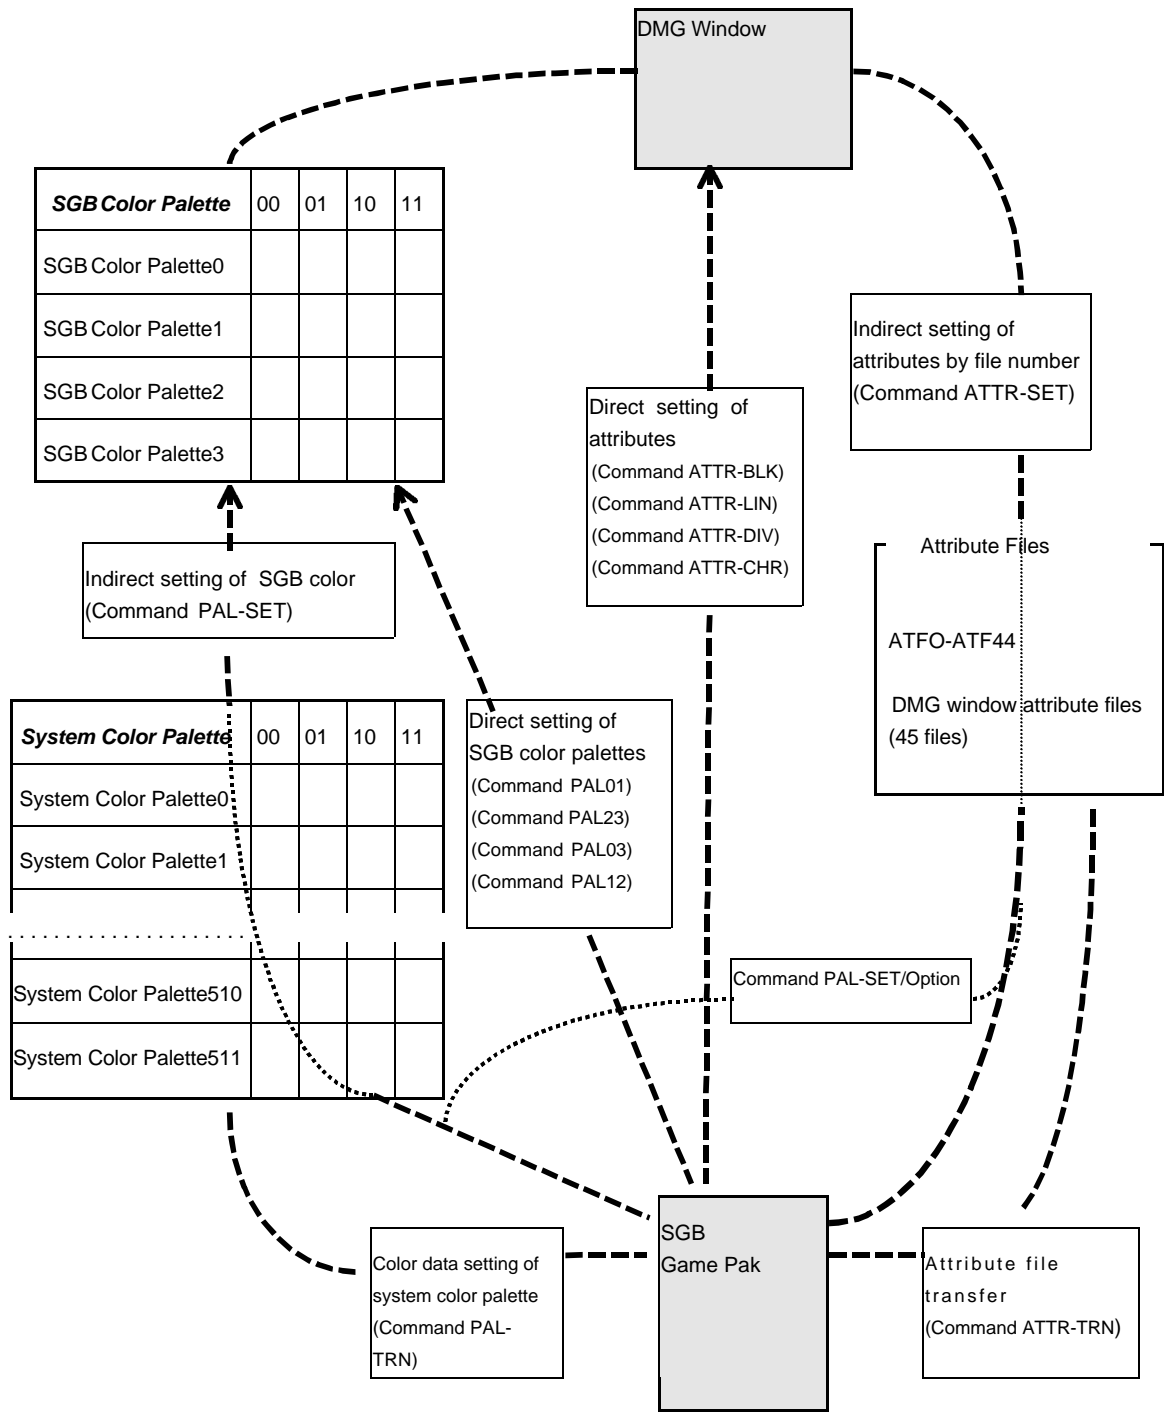 DMG Window
SGB Color Palette 00 01 10 11
SGB Color Palette0
SGB Color Palette1
SGB Color Palette2
SGB Color Palette3
Indirect setting of
attributes by file number
(Command ATTR-SET)
Direct setting of
attributes
(Command ATTR-BLK)
(Command ATTR-LIN)
(Command ATTR-DIV)
(Command ATTR-CHR)
Indirect setting of SGB color
(Command PAL-SET)
Attribute Files
ATFO-ATF44
DMG window attribute files
(45 files)
System Color Palette 00 01 10 11
System Color Palette0
System Color Palette1
System Color Palette510
System Color Palette511
Direct setting of
SGB color palettes
(Command PAL01)
(Command PAL23)
(Command PAL03)
(Command PAL12)
Command PAL-SET/Option
Color data setting of
system color palette
(Command PAL-
TRN)
SGB
Game Pak
Attribute file
transfer
(Command ATTR-TRN)